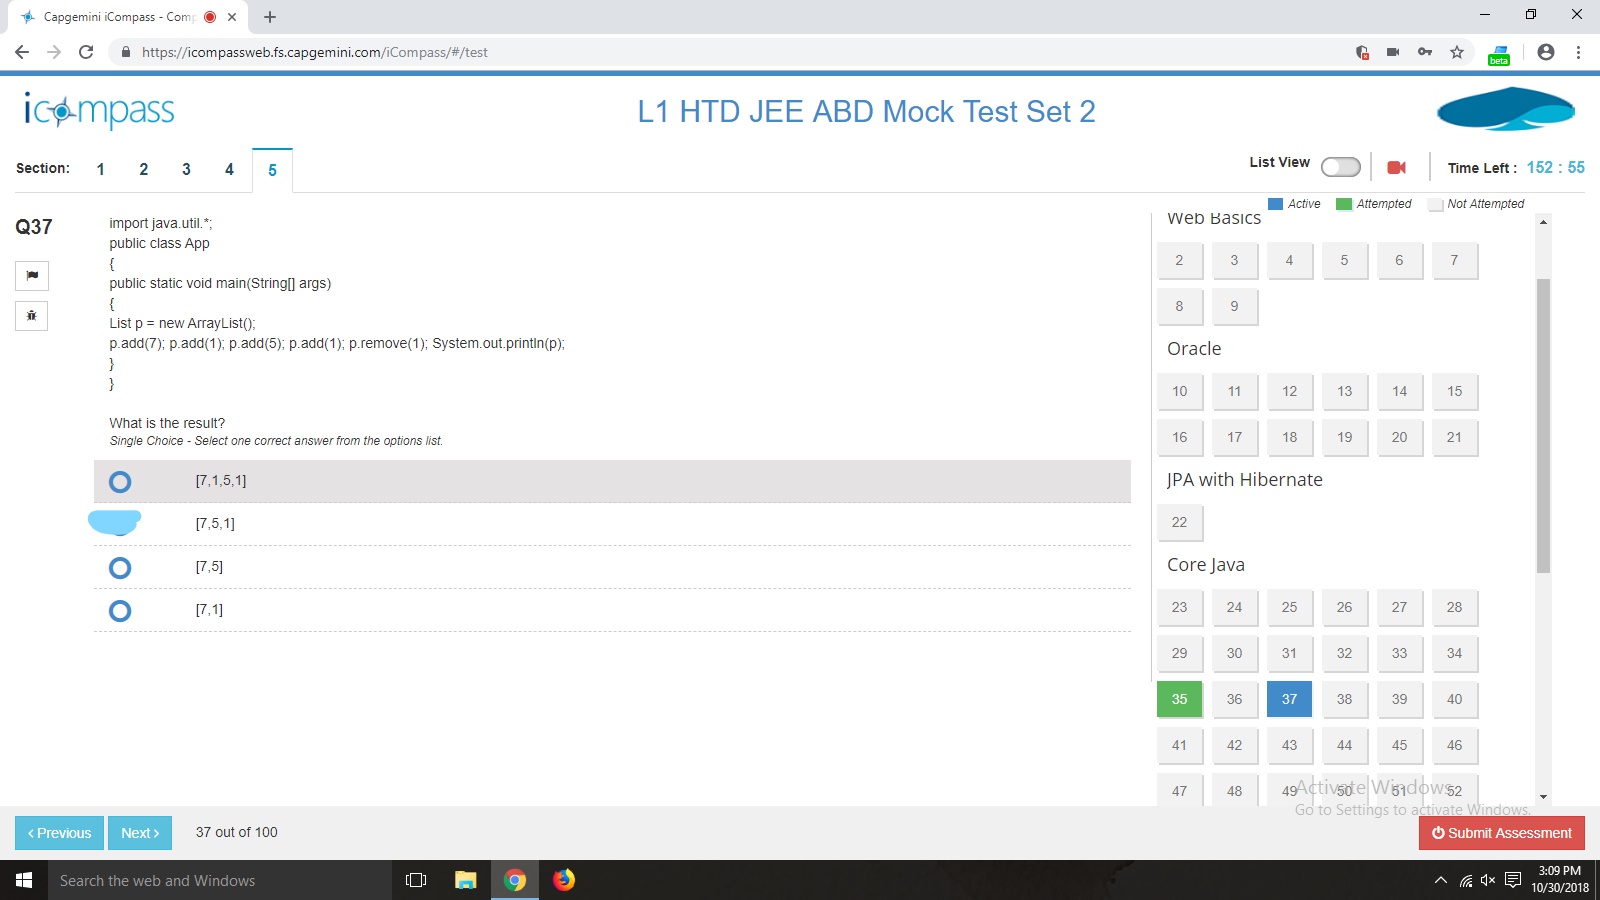 Capgemini iCompass - Comp
https://icompassweb.fs.capgemini.com/iCompass/#/test
beta
icompass
L1 HTD JEE ABD Mock Test Set 2
Section: 1 2 3 4 5
List View
Time Left : 152 : 55
Active Attempted Not Attempted
Q37
import java.util.*;
public class App
{
public static void main(String[] args)
{
List p = new ArrayList();
p.add(7); p.add(1); p.add(5); p.add(1); p.remove(1); System.out.println(p);
}
}
What is the result?
Single Choice - Select one correct answer from the options list.
[7,1,5,1]
[7,5,1]
[7,5]
[7,1]
Web Basics
2 3 4 5 6 7
8 9
Oracle
10 11 12 13 14 15
16 17 18 19 20 21
JPA with Hibernate
22
Core Java
23 24 25 26 27 28
29 30 31 32 33 34
35 36 37 38 39 40
41 42 43 44 45 46
47 48 49 50 51 52
Activate Windows
Go to Settings to activate Windows.
Previous Next 37 out of 100
Submit Assessment
Search the web and Windows
3:09 PM
10/30/2018